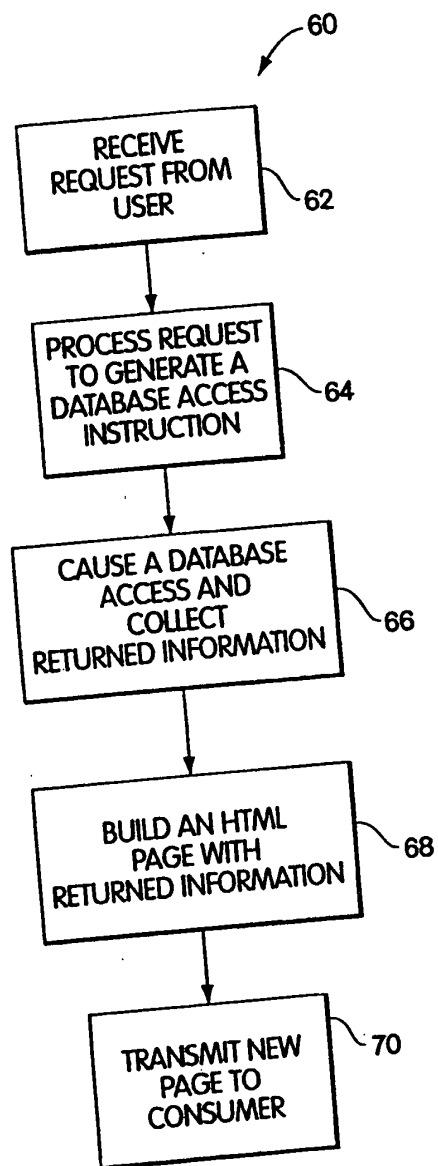 60
RECEIVE
REQUEST FROM
USER
62
PROCESS REQUEST
TO GENERATE A
DATABASE ACCESS
INSTRUCTION
64
CAUSE A DATABASE
ACCESS AND
COLLECT
RETURNED INFORMATION
66
BUILD AN HTML
PAGE WITH
RETURNED INFORMATION
68
TRANSMIT NEW
PAGE TO
CONSUMER
70